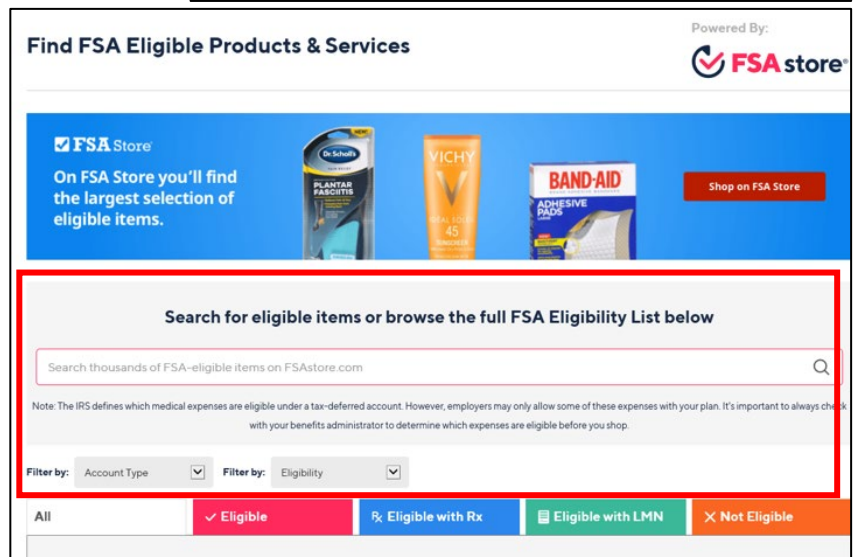 Find FSA Eligible Products & Services
Powered By:
FSAstore®
FSA Store
On FSA Store you'll find
the largest selection of
eligible items.
Dr. Scholl's
PLANTAR
FASCIITIS
VICHY
IDÉAL SOLEIL
45
SUNSCREEN
BAND-AID
ADHESIVE
PADS
LARGE
Shop on FSA Store
Search for eligible items or browse the full FSA Eligibility List below
Search thousands of FSA-eligible items on FSAstore.com
Note: The IRS defines which medical expenses are eligible under a tax-deferred account. However, employers may only allow some of these expenses with your plan. It's important to always check
with your benefits administrator to determine which expenses are eligible before you shop.
Filter by: Account Type Filter by: Eligibility
All Eligible Rx Eligible with Rx Eligible with LMN Not Eligible